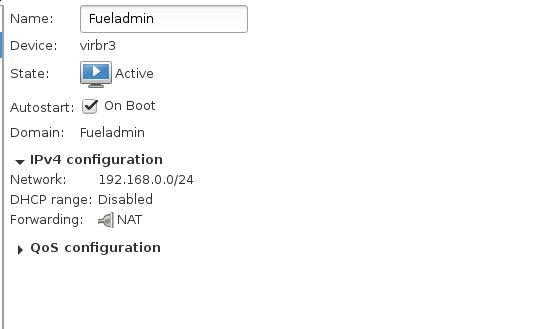 Name: Fueladmin
Device: virbr3
State: Active
Autostart: On Boot
Domain: Fueladmin
IPv4 configuration
Network: 192.168.0.0/24
DHCP range: Disabled
Forwarding: NAT
QoS configuration